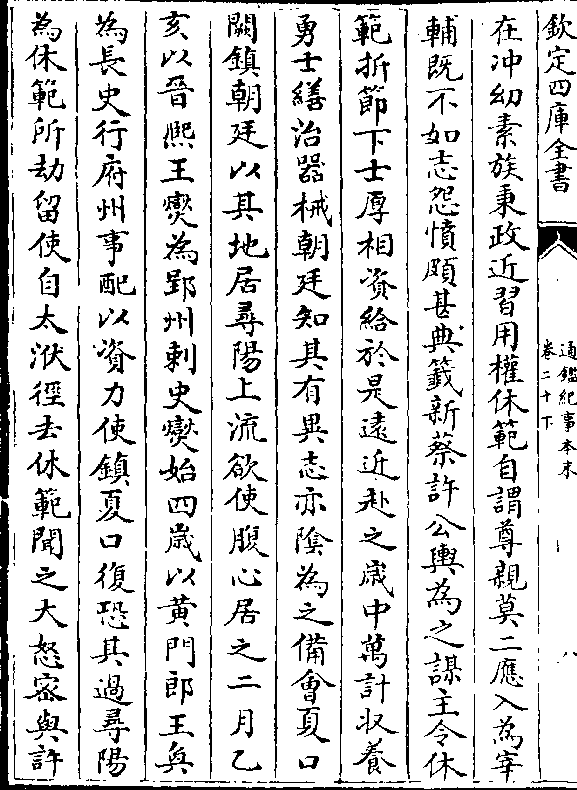 欽定四庫全書
通鑑紀事本末
卷二十下
八
在冲幼素族秉政近習用權休範自謂尊親莫二應入為宰
輔既不如志怨憤頗甚典籖新蔡許公輿為之謀主令休
範折節下士厚相資給於是遠近赴之歲中萬計収養
勇士繕治器械朝廷知其有異志亦陰為之備會夏口
闕鎮朝廷以其地居尋陽上流欲使腹心居之二月乙
亥以晉熙王燮為郢州刺史燮始四歲以黄門郎王奐
為長史行府州事配以資力使鎮夏口復恐其過尋陽
為休範所劫留使自太洑徑去休範聞之大怒密與許